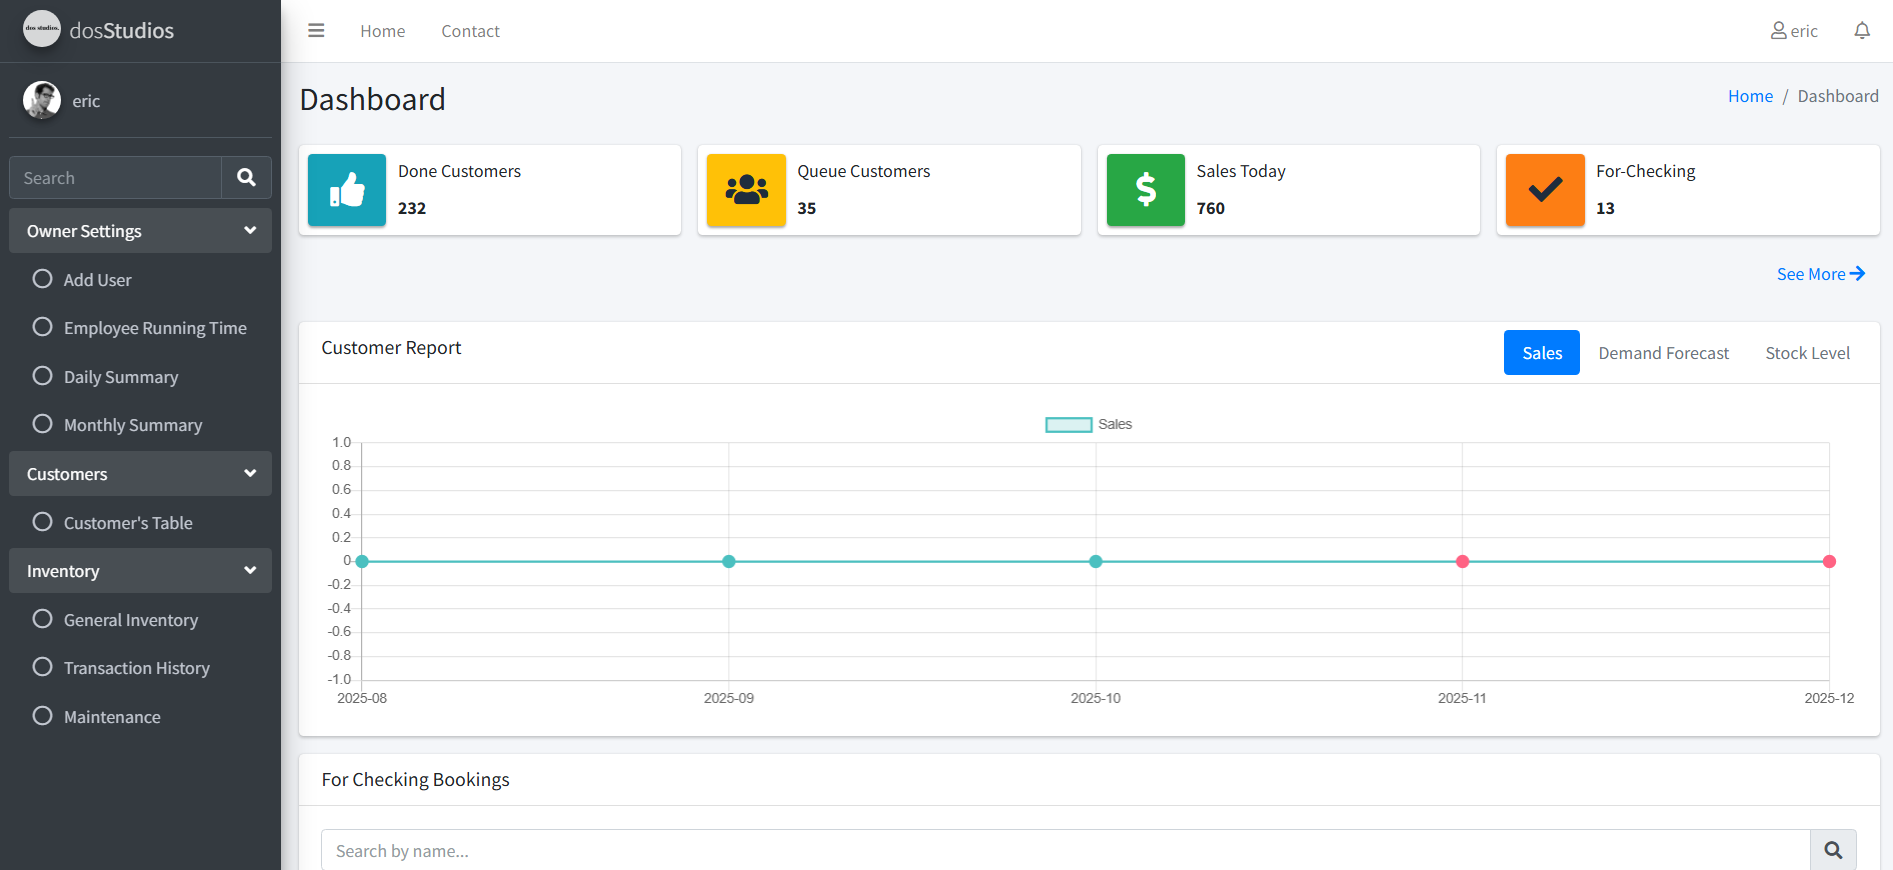 dos studios.
dosStudios
Home
Contact
eric
eric
Search
Owner Settings
Add User
Employee Running Time
Daily Summary
Monthly Summary
Customers
Customer's Table
Inventory
General Inventory
Transaction History
Maintenance
Dashboard
Home / Dashboard
Done Customers
232
Queue Customers
35
Sales Today
760
For-Checking
13
See More
Customer Report
Sales
Demand Forecast
Stock Level
Sales
1.0
0.8
0.6
0.4
0.2
0
-0.2
-0.4
-0.6
-0.8
-1.0
2025-08
2025-09
2025-10
2025-11
2025-12
For Checking Bookings
Search by name...